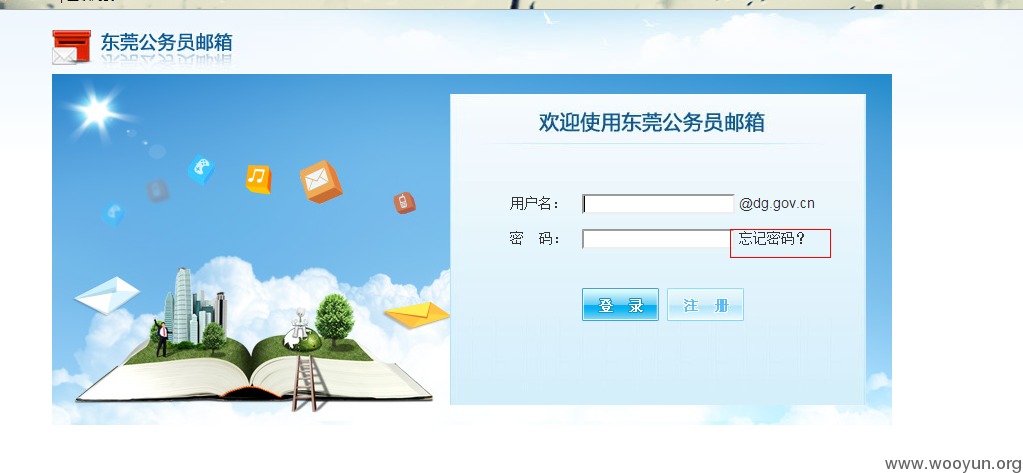 东莞公务员邮箱
欢迎使用东莞公务员邮箱
用户名： @dg.gov.cn
密 码： 忘记密码?
登 录 注 册
www.wooyun.org